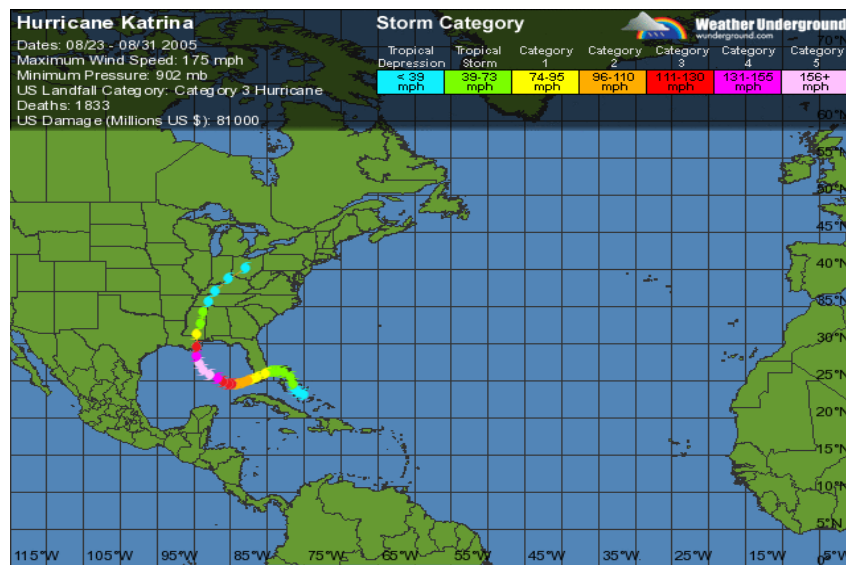 Hurricane Katrina
Dates: 08/23 - 08/31 2005
Maximum Wind Speed: 175 mph
Minimum Pressure: 902 mb
US Landfall Category: Category 3 Hurricane
Deaths: 1833
US Damage (Millions US $): 81000
Storm Category
Weather Underground
wunderground.com
Tropical Depression Tropical Storm Category 1 Category 2 Category 3 Category 4 Category 5
< 39 mph 39-73 mph 74-95 mph 96-110 mph 111-130 mph 131-155 mph 156+ mph
70°N
60°N
55°N
50°N
45°N
40°N
35°N
30°N
25°N
20°N
15°N
10°N
5°N
115°W 105°W 95°W 85°W 75°W 65°W 55°W 45°W 35°W 25°W 15°W 0° 5°W